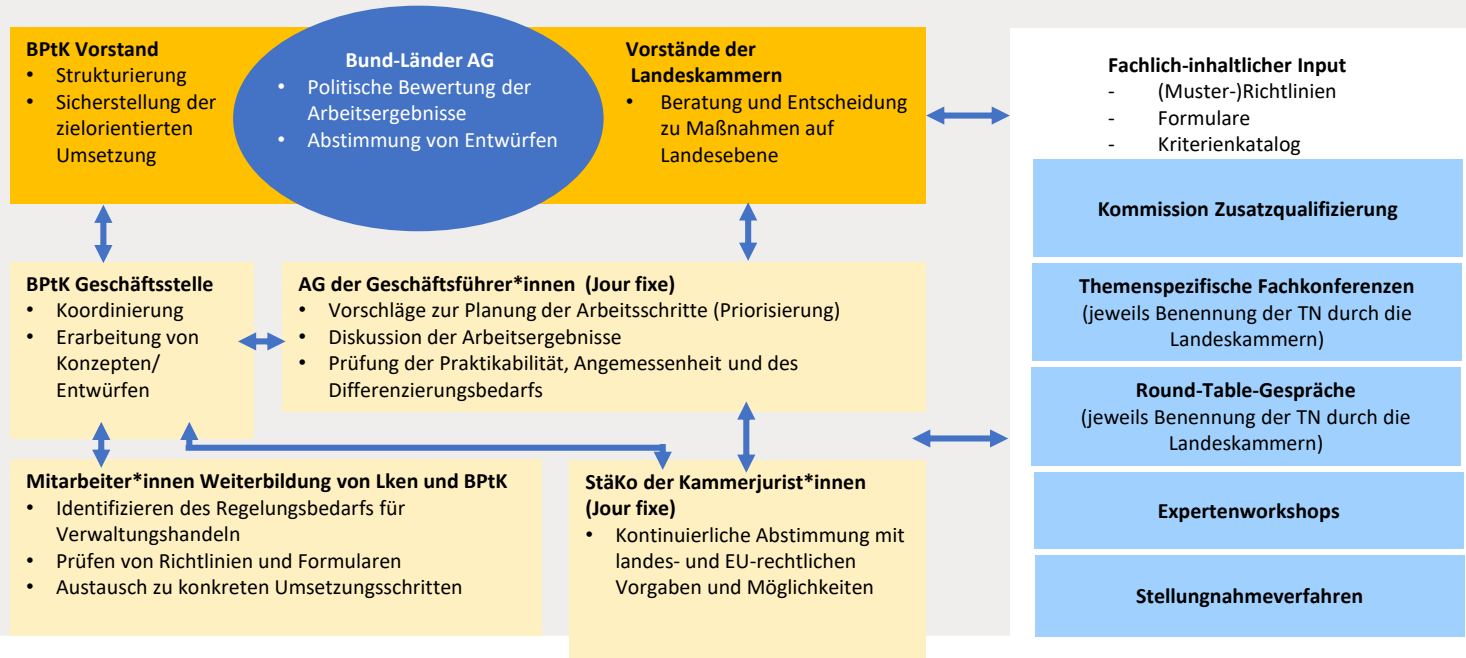 BPtK Vorstand
• Strukturierung
• Sicherstellung der
zielorientierten
Umsetzung
Bund-Länder AG
• Politische Bewertung der
Arbeitsergebnisse
• Abstimmung von Entwürfen
Vorstände der
Landeskammern
• Beratung und Entscheidung
zu Maßnahmen auf
Landesebene
BPtK Geschäftsstelle
• Koordinierung
• Erarbeitung von
Konzepten/
Entwürfen
AG der Geschäftsführer*innen (Jour fixe)
• Vorschläge zur Planung der Arbeitsschritte (Priorisierung)
• Diskussion der Arbeitsergebnisse
• Prüfung der Praktikabilität, Angemessenheit und des
Differenzierungsbedarfs
Mitarbeiter*innen Weiterbildung von Lken und BPtK
• Identifizieren des Regelungsbedarfs für
Verwaltungshandeln
• Prüfen von Richtlinien und Formularen
• Austausch zu konkreten Umsetzungsschritten
StäKo der Kammerjurist*innen
(Jour fixe)
• Kontinuierliche Abstimmung mit
landes- und EU-rechtlichen
Vorgaben und Möglichkeiten
Fachlich-inhaltlicher Input
- (Muster-)Richtlinien
- Formulare
- Kriterienkatalog
Kommission Zusatzqualifizierung
Themenspezifische Fachkonferenzen
(jeweils Benennung der TN durch die
Landeskammern)
Round-Table-Gespräche
(jeweils Benennung der TN durch die
Landeskammern)
Expertenworkshops
Stellungnahmeverfahren